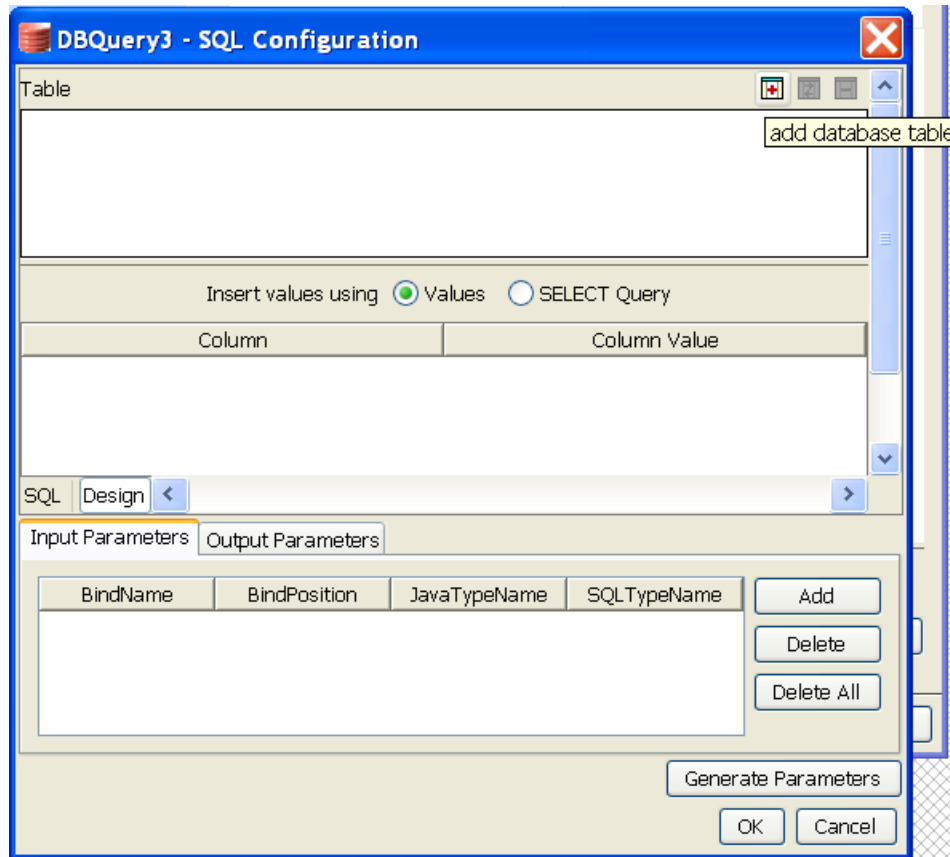 DBQuery3 - SQL Configuration
Table
add database table
Insert values using Values SELECT Query
Column Column Value
SQL Design
Input Parameters Output Parameters
BindName BindPosition JavaTypeName SQLTypeName Add
Delete
Delete All
Generate Parameters
OK Cancel